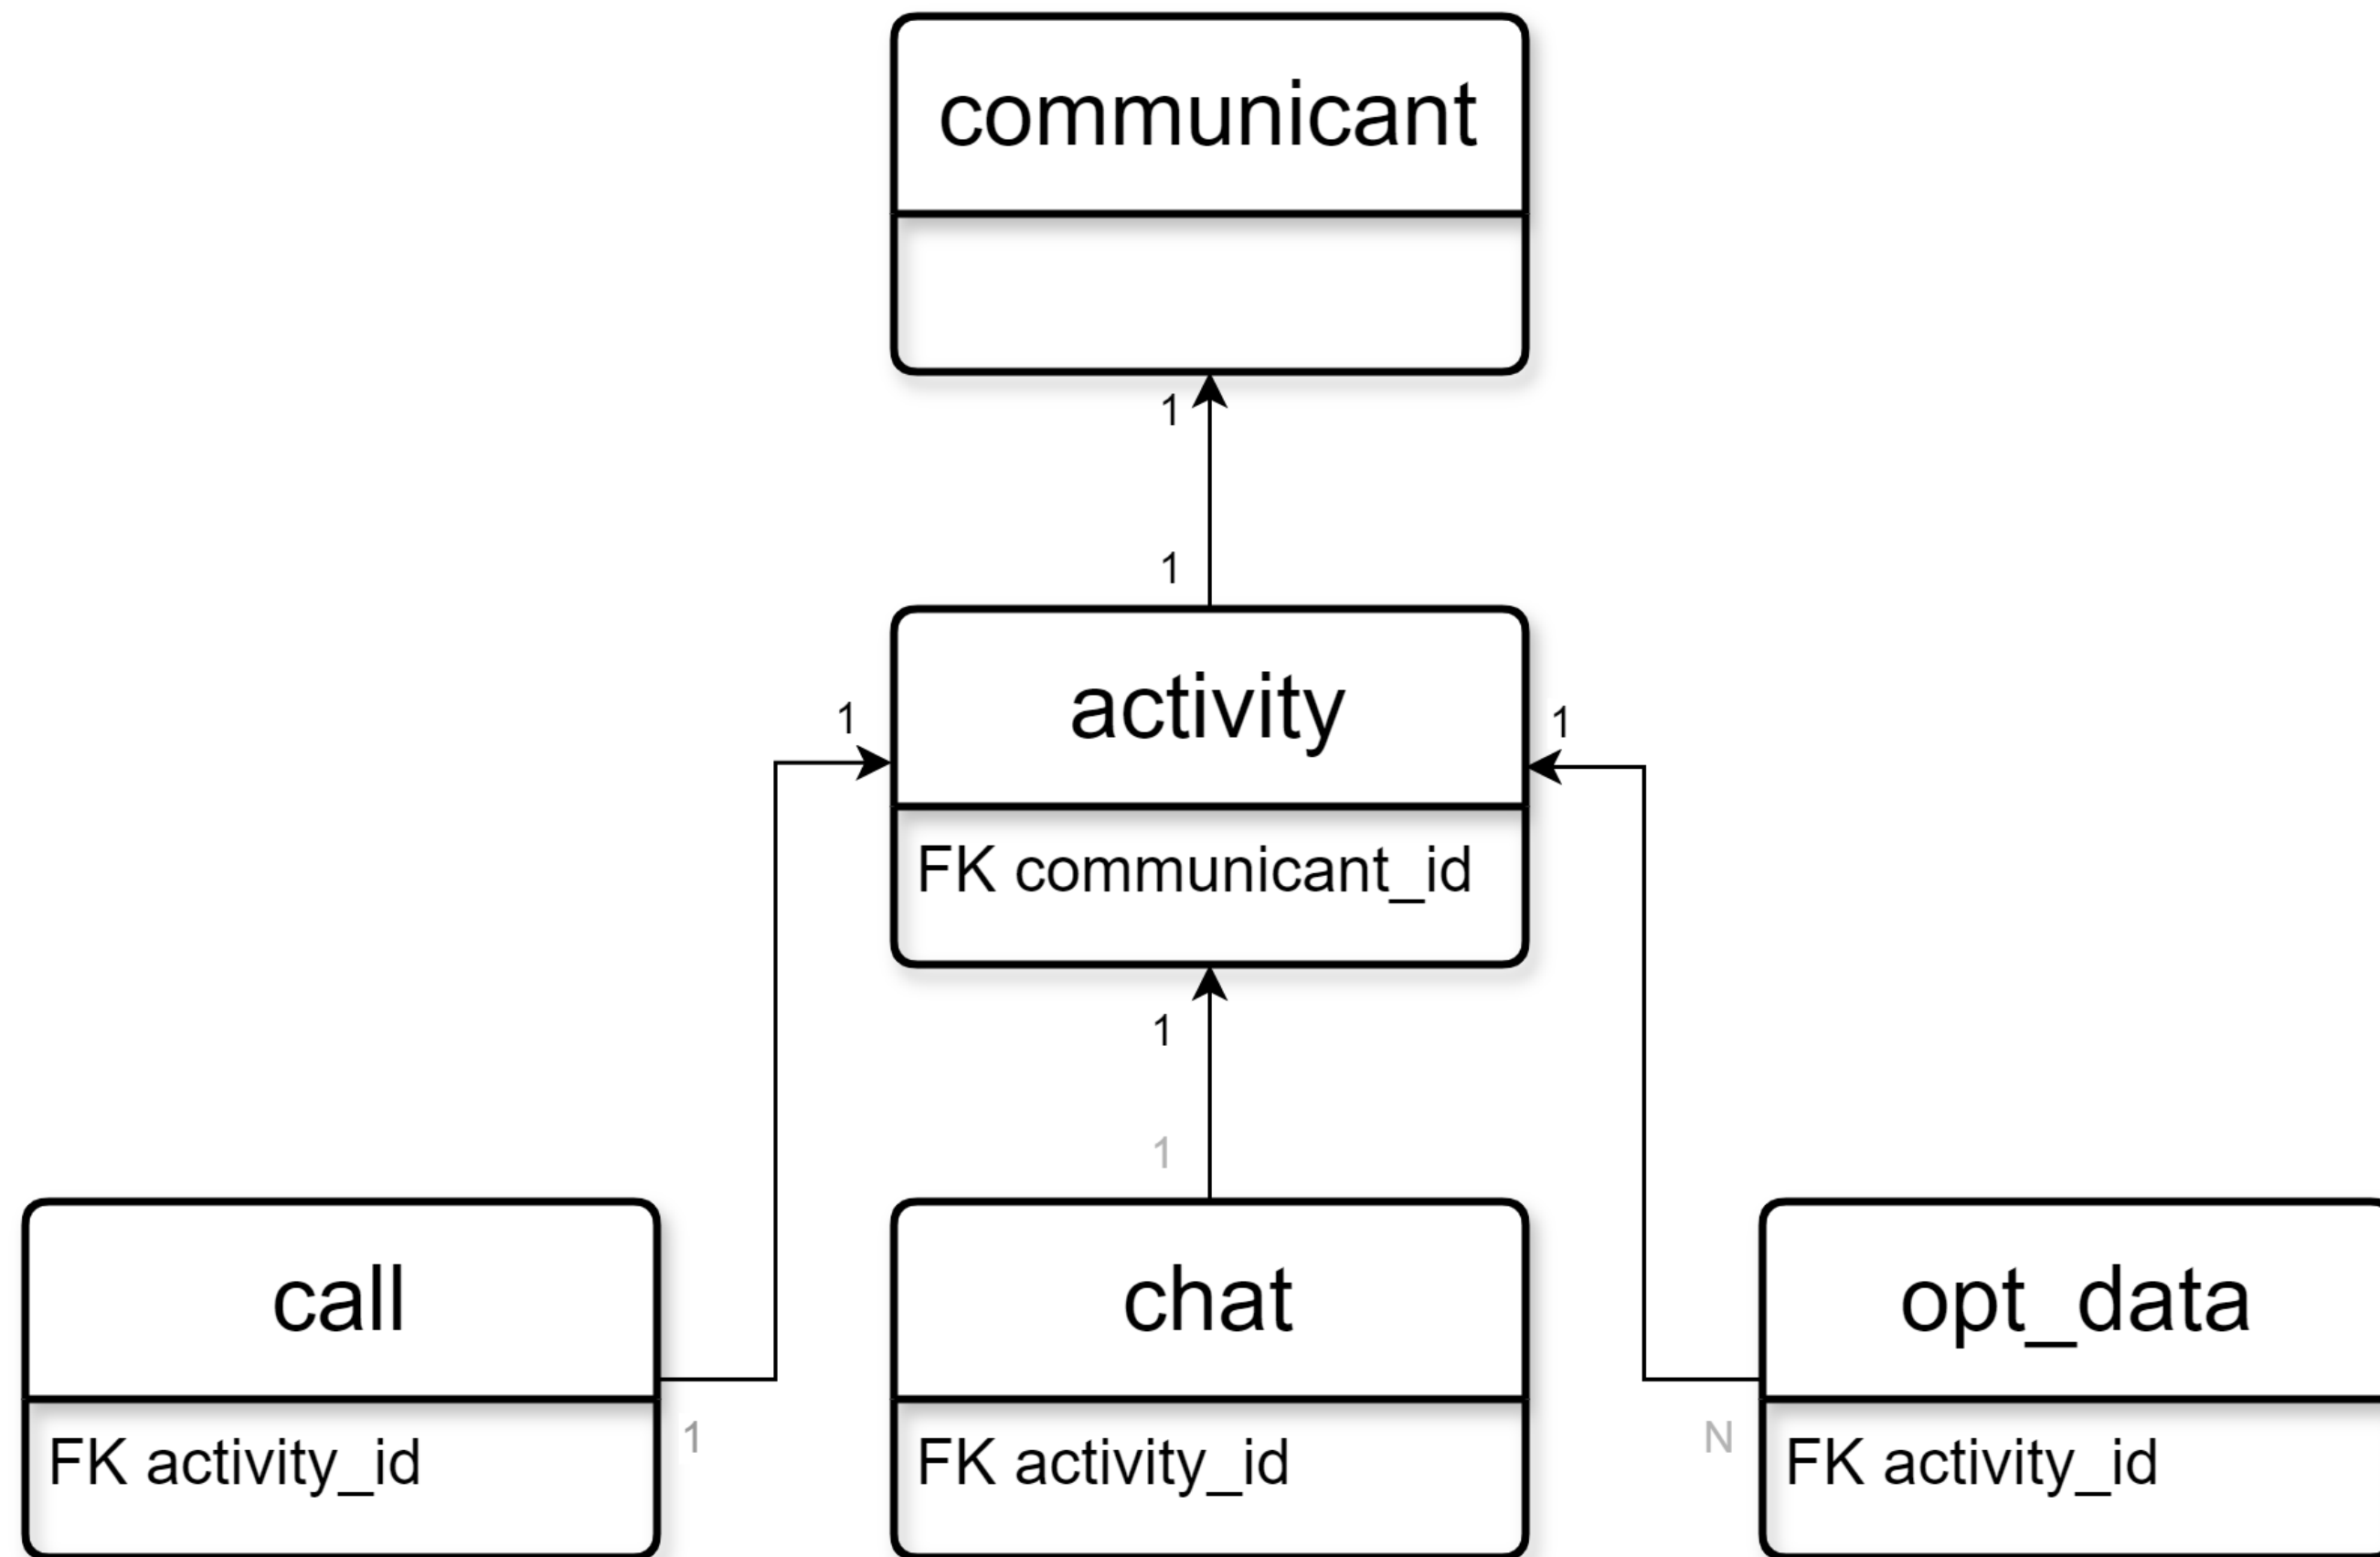 communicant
1
1
activity
1
1
FK communicant_id
1
1
call
chat
opt_data
1
N
FK activity_id
FK activity_id
FK activity_id